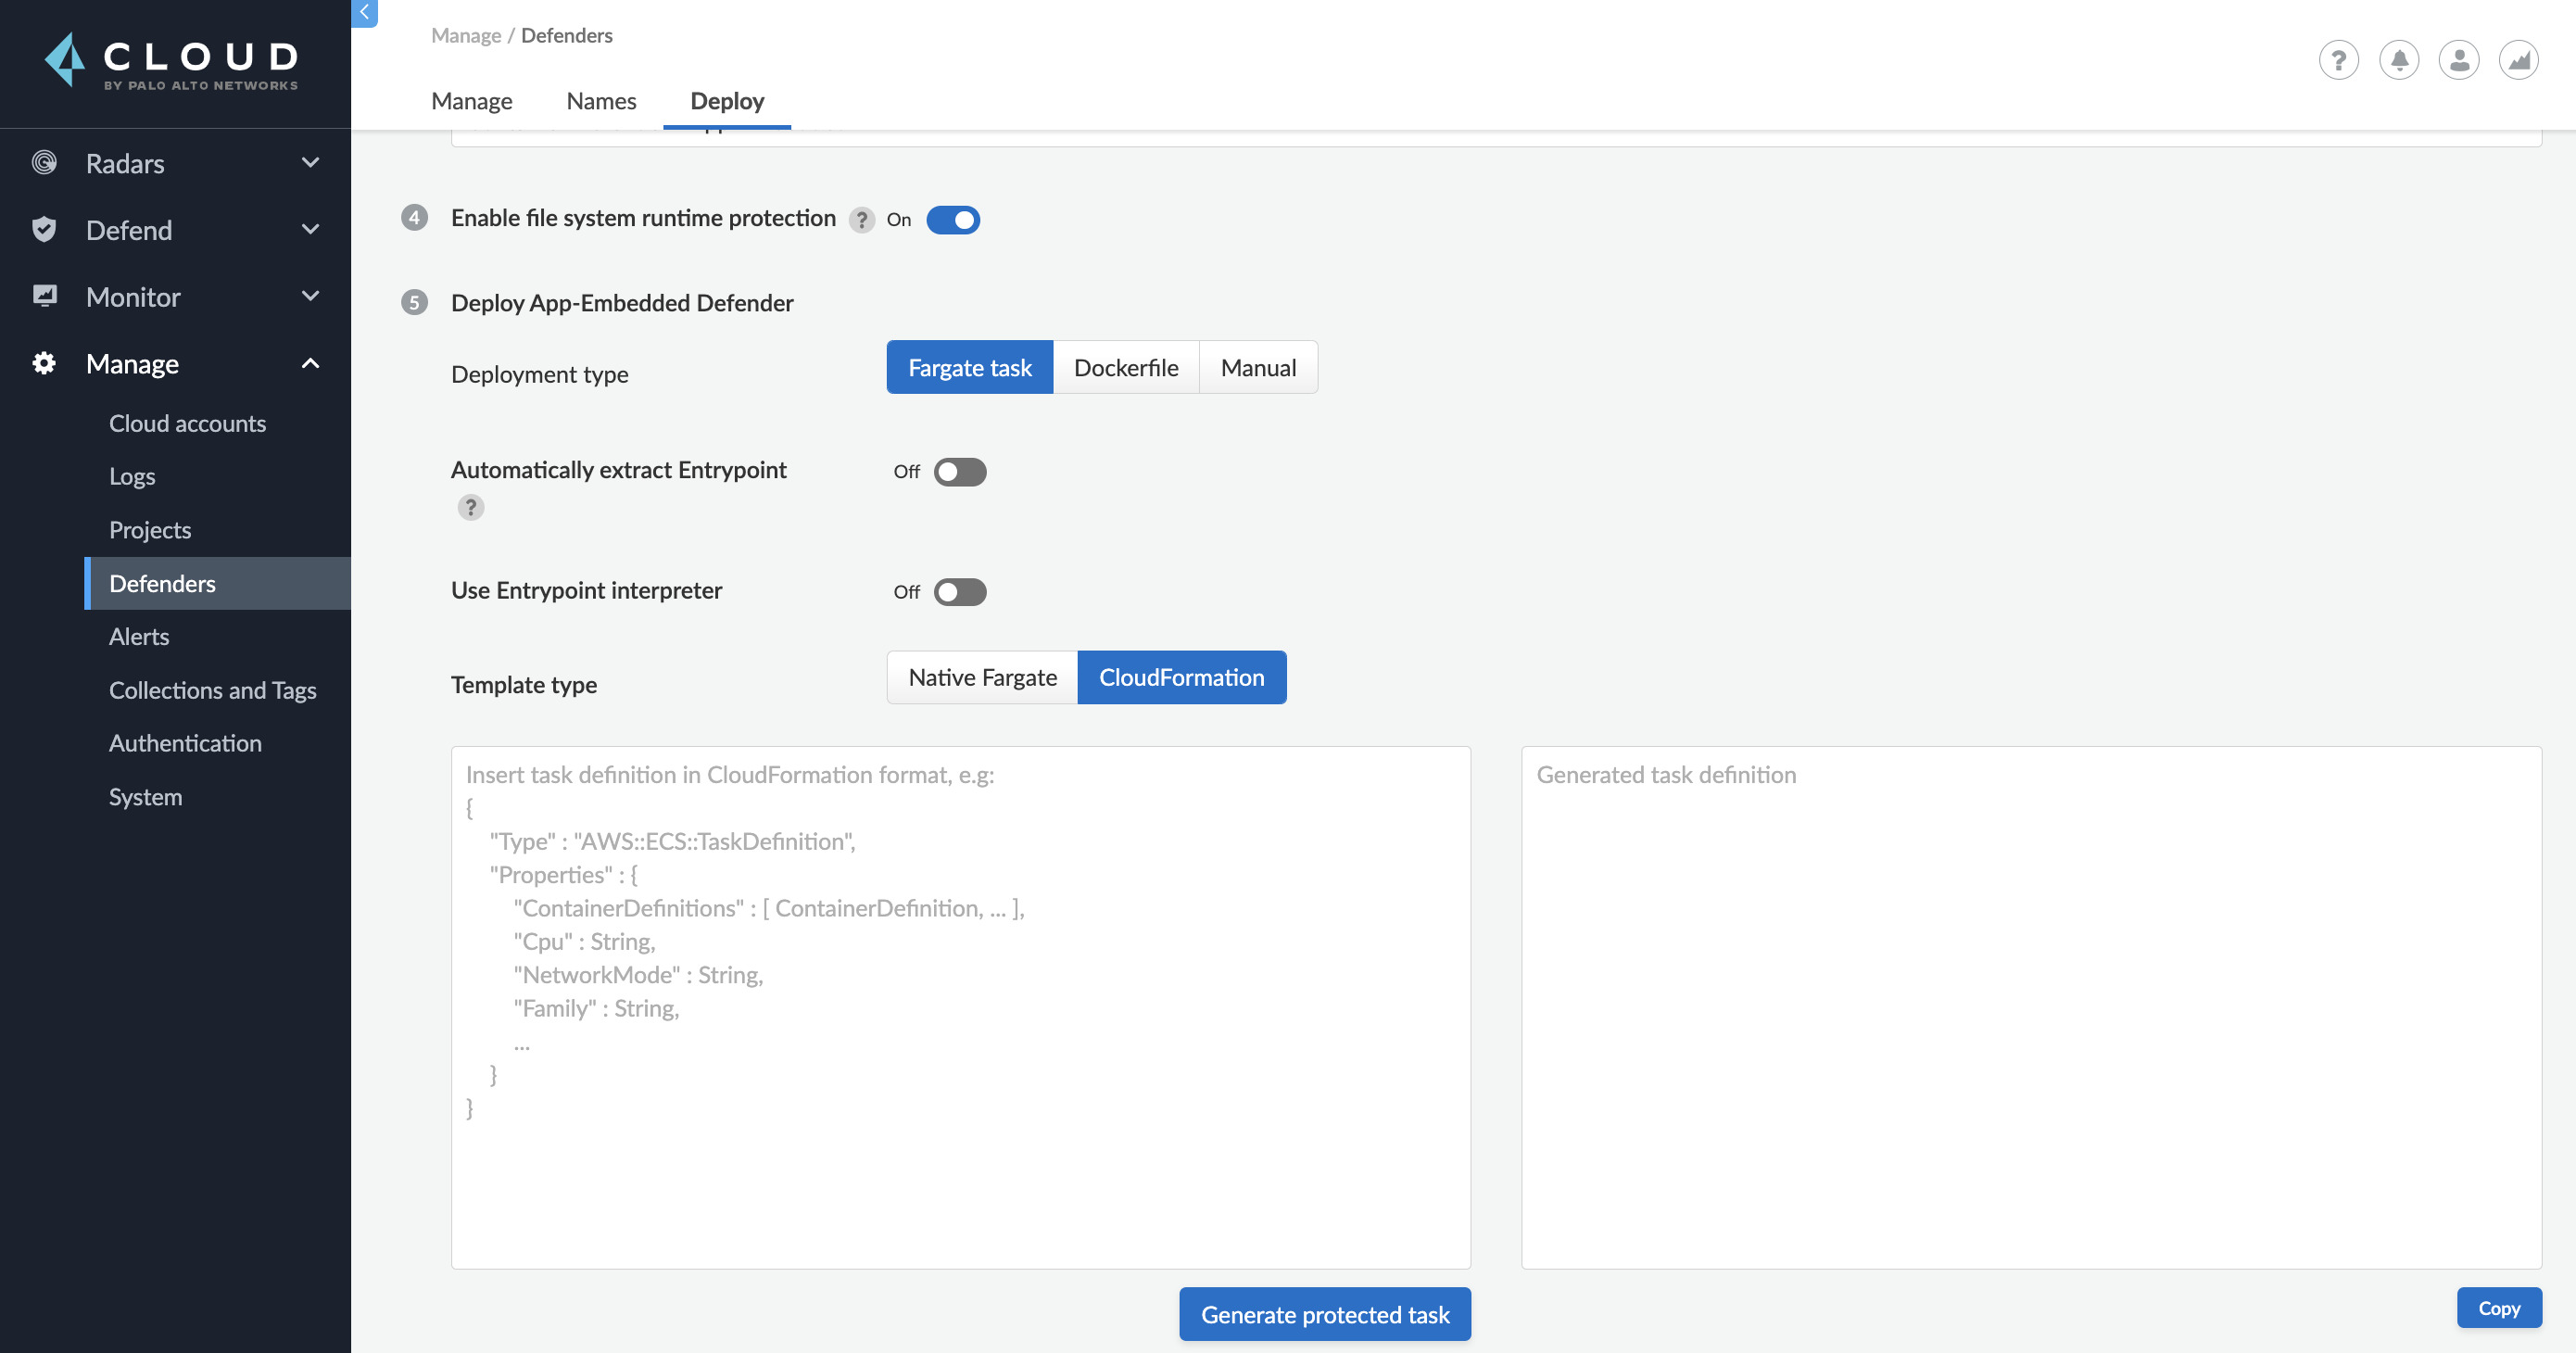 CLOUD
BY PALO ALTO NETWORKS
Radars
Defend
Monitor
Manage
Cloud accounts
Logs
Projects
Defenders
Alerts
Collections and Tags
Authentication
System
Manage / Defenders
Manage Names Deploy
4 Enable file system runtime protection ? On
5 Deploy App-Embedded Defender
Deployment type Fargate task Dockerfile Manual
Automatically extract Entrypoint Off
?
Use Entrypoint interpreter Off
Template type Native Fargate CloudFormation
Insert task definition in CloudFormation format, e.g:
{
"Type" : "AWS::ECS::TaskDefinition",
"Properties" : {
"ContainerDefinitions" : [ ContainerDefinition, ... ],
"Cpu" : String,
"NetworkMode" : String,
"Family" : String,
...
}
}
Generated task definition
Generate protected task
Copy